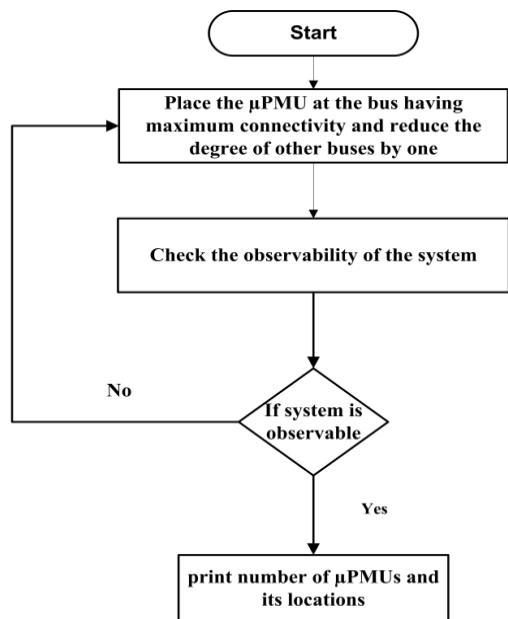 Start
Place the µPMU at the bus having
maximum connectivity and reduce the
degree of other buses by one
Check the observability of the system
No
If system is
observable
Yes
print number of µPMUs and
its locations